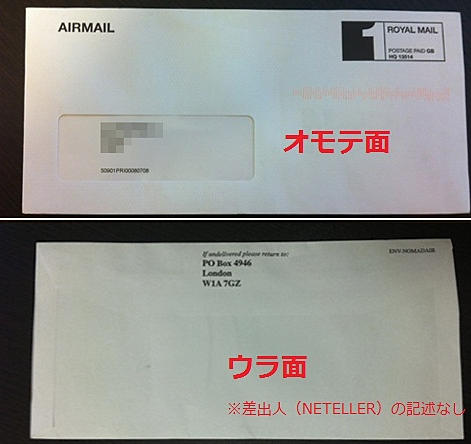 AIRMAIL
1
ROYAL MAIL
POSTAGE PAID GB
HQ 13514
50901PRI00080708
オモテ面
If undelivered please return to:
PO Box 4946
London
W1A 7GZ
ENV.NOMADAIR
ウラ面
※差出人（NETELLER）の記述なし